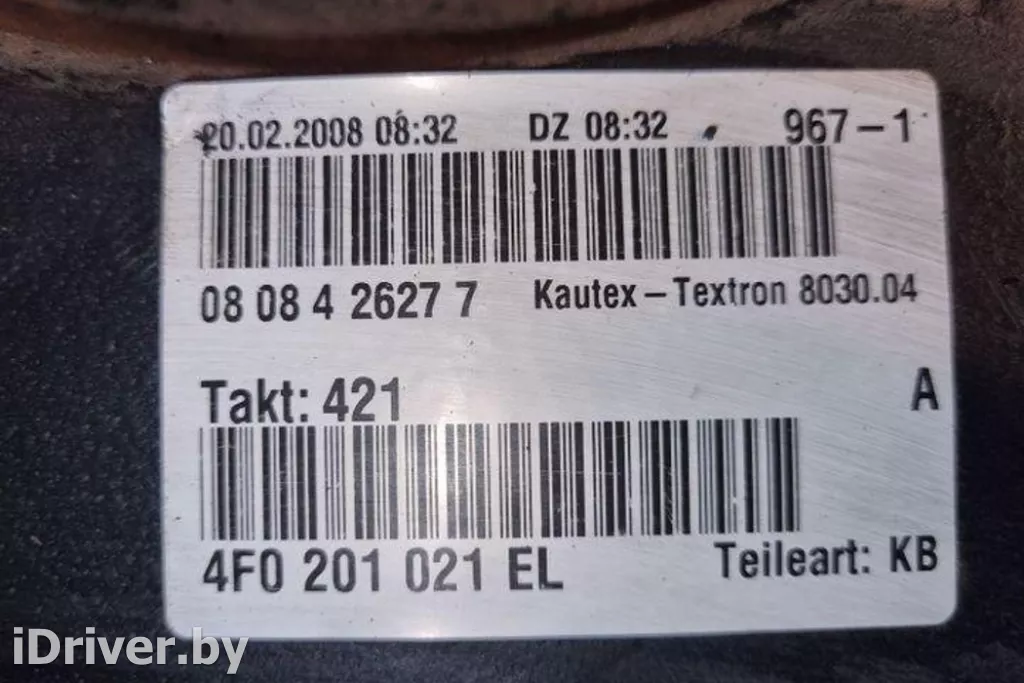 20.02.2008 08:32 DZ 08:32 967-1
08 08 4 2627 7 Kautex-Textron 8030.04
Takt: 421 A
4F0 201 021 EL Teileart: KB
iDriver.by